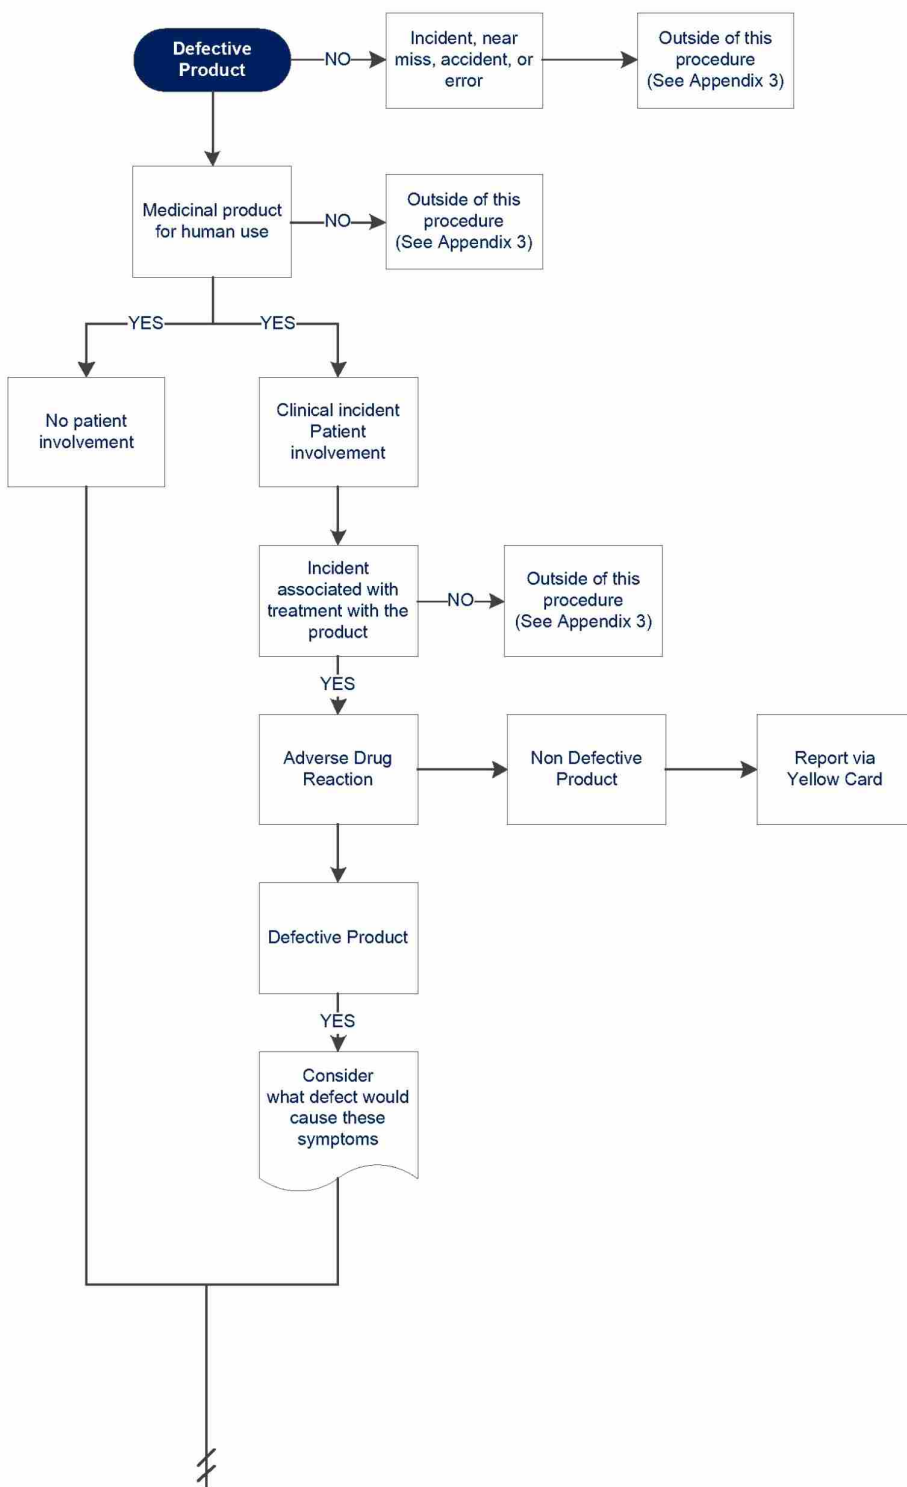 Defective
Product
NO
Incident, near
miss, accident, or
error
Outside of this
procedure
(See Appendix 3)
Medicinal product
for human use
NO
Outside of this
procedure
(See Appendix 3)
YES
YES
No patient
involvement
Clinical incident
Patient
involvement
Incident
associated with
treatment with the
product
NO
Outside of this
procedure
(See Appendix 3)
YES
Adverse Drug
Reaction
Non Defective
Product
Report via
Yellow Card
Defective Product
YES
Consider
what defect would
cause these
symptoms